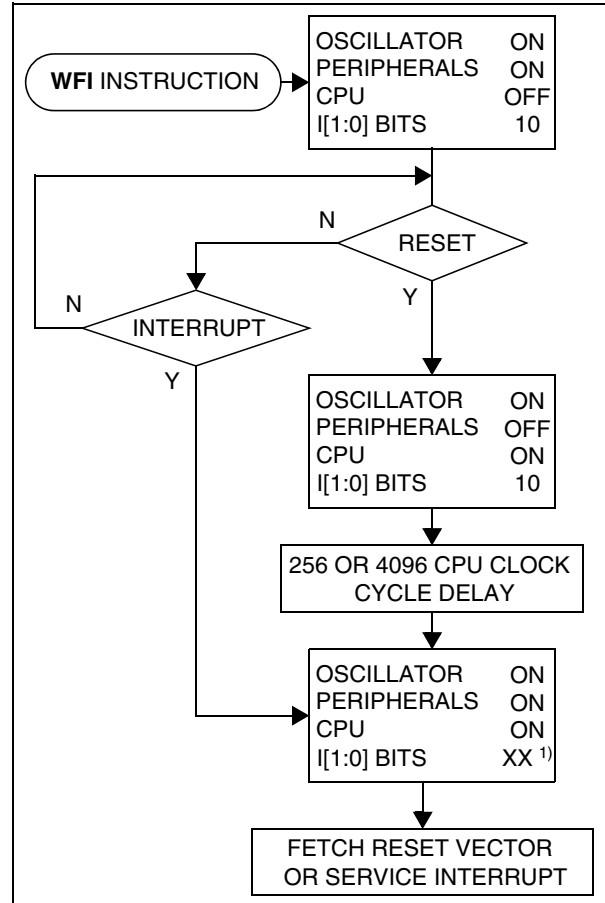 WFI INSTRUCTION
OSCILLATOR ON
PERIPHERALS ON
CPU OFF
I[1:0] BITS 10
N
RESET
Y
N
INTERRUPT
Y
OSCILLATOR ON
PERIPHERALS OFF
CPU ON
I[1:0] BITS 10
256 OR 4096 CPU CLOCK
CYCLE DELAY
OSCILLATOR ON
PERIPHERALS ON
CPU ON
I[1:0] BITS XX 1)
FETCH RESET VECTOR
OR SERVICE INTERRUPT